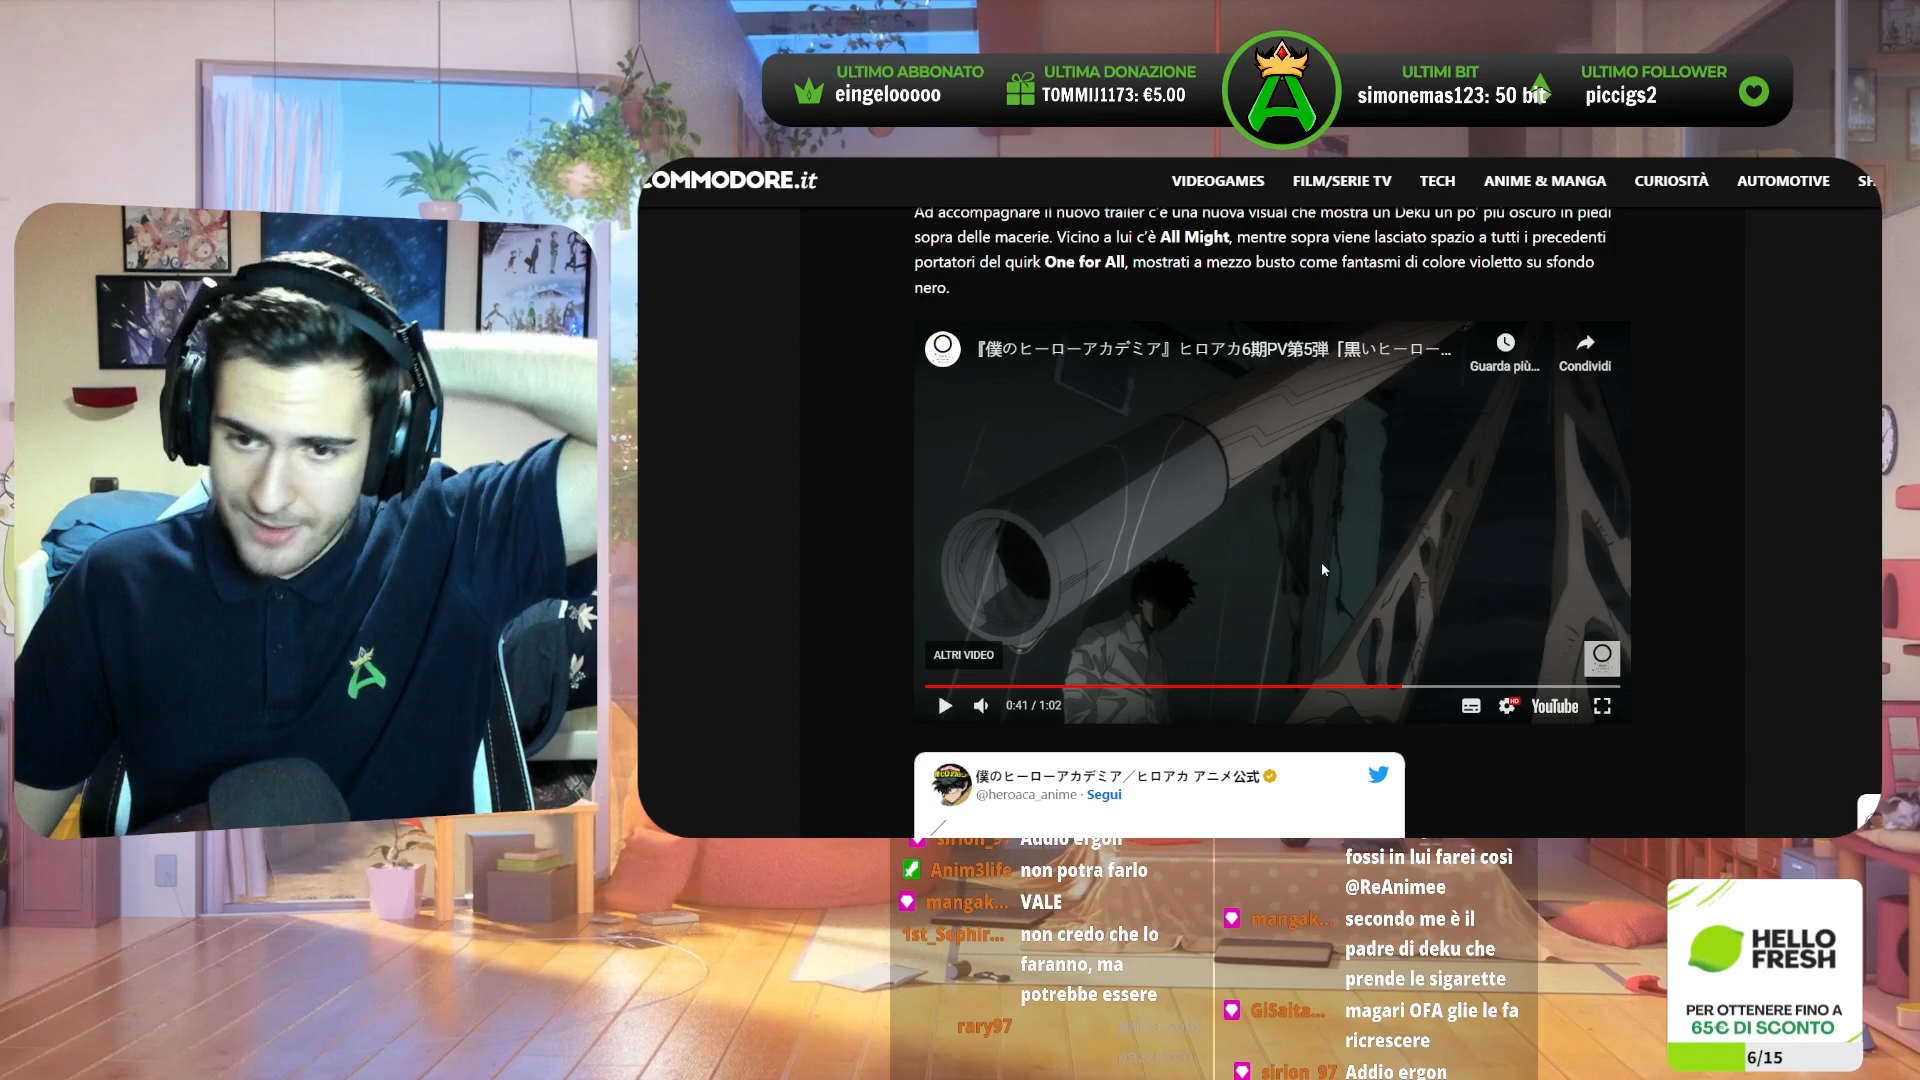 ULTIMO ABBONATO
eingelooooo
ULTIMA DONAZIONE
TOMMIJ1173: €5.00
A
ULTIMI BIT
simonemas123: 50 bit
ULTIMO FOLLOWER
piccigs2
COMMODORE.it
VIDEOGAMES FILM/SERIE TV TECH ANIME & MANGA CURIOSITÀ AUTOMOTIVE
Ad accompagnare il nuovo trailer c'è una nuova visual che mostra un Deku un po' più oscuro in piedi
sopra delle macerie. Vicino a lui c'è All Might, mentre sopra viene lasciato spazio a tutti i precedenti
portatori del quirk One for All, mostrati a mezzo busto come fantasmi di colore violetto su sfondo
nero.
『僕のヒーローアカデミア』ヒロアカ6期PV第5弾「黒いヒーロー...
Guarda più...
Condividi
ALTRI VIDEO
0:41 / 1:02
HD
YouTube
僕のヒーローアカデミア／ヒロアカ アニメ公式
@heroaca_anime · Segui
／
sirion_97 Addio ergon
Anim3life non potra farlo
mangak... VALE
1st_Sephir... non credo che lo
faranno, ma
potrebbe essere
rary97
fossi in lui farei così
@ReAnimee
mangak... secondo me è il
padre di deku che
prende le sigarette
GiSaita... magari OFA glie le fa
ricrescere
sirion_97 Addio ergon
HELLO
FRESH
PER OTTENERE FINO A
65€ DI SCONTO
6/15